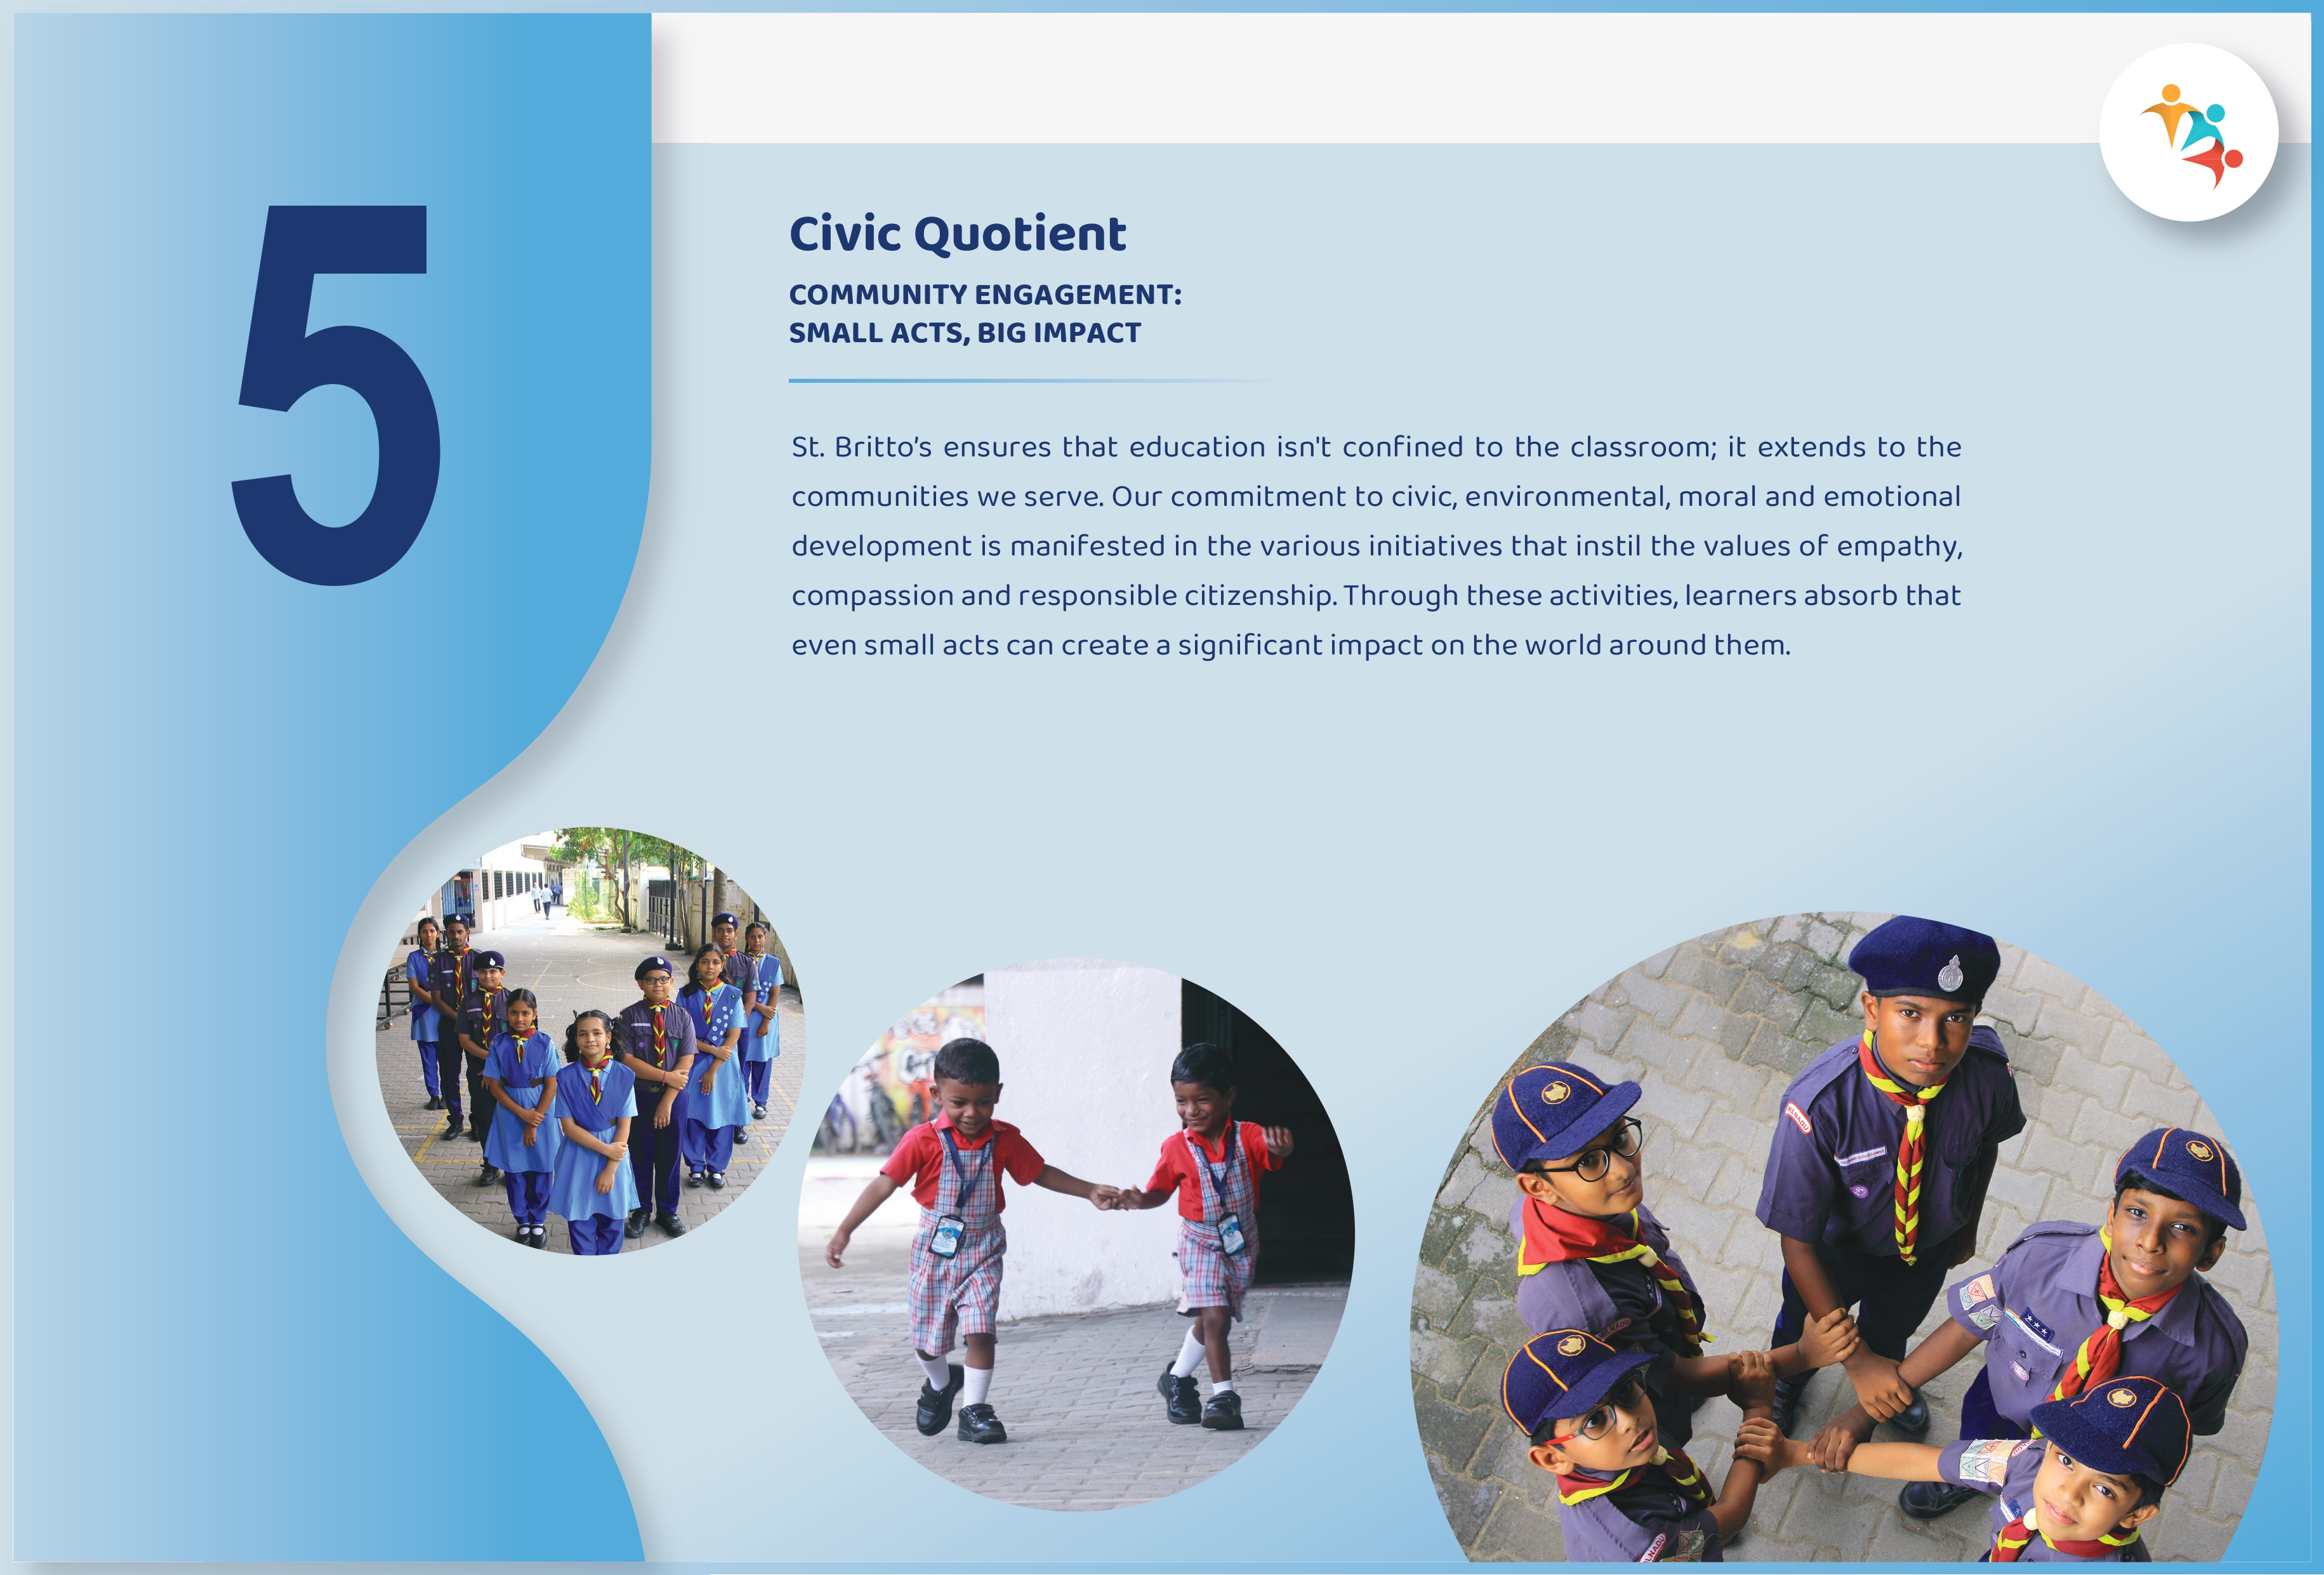 5
Civic Quotient
COMMUNITY ENGAGEMENT:
SMALL ACTS, BIG IMPACT
St. Britto’s ensures that education isn't confined to the classroom; it extends to the
communities we serve. Our commitment to civic, environmental, moral and emotional
development is manifested in the various initiatives that instil the values of empathy,
compassion and responsible citizenship. Through these activities, learners absorb that
even small acts can create a significant impact on the world around them.